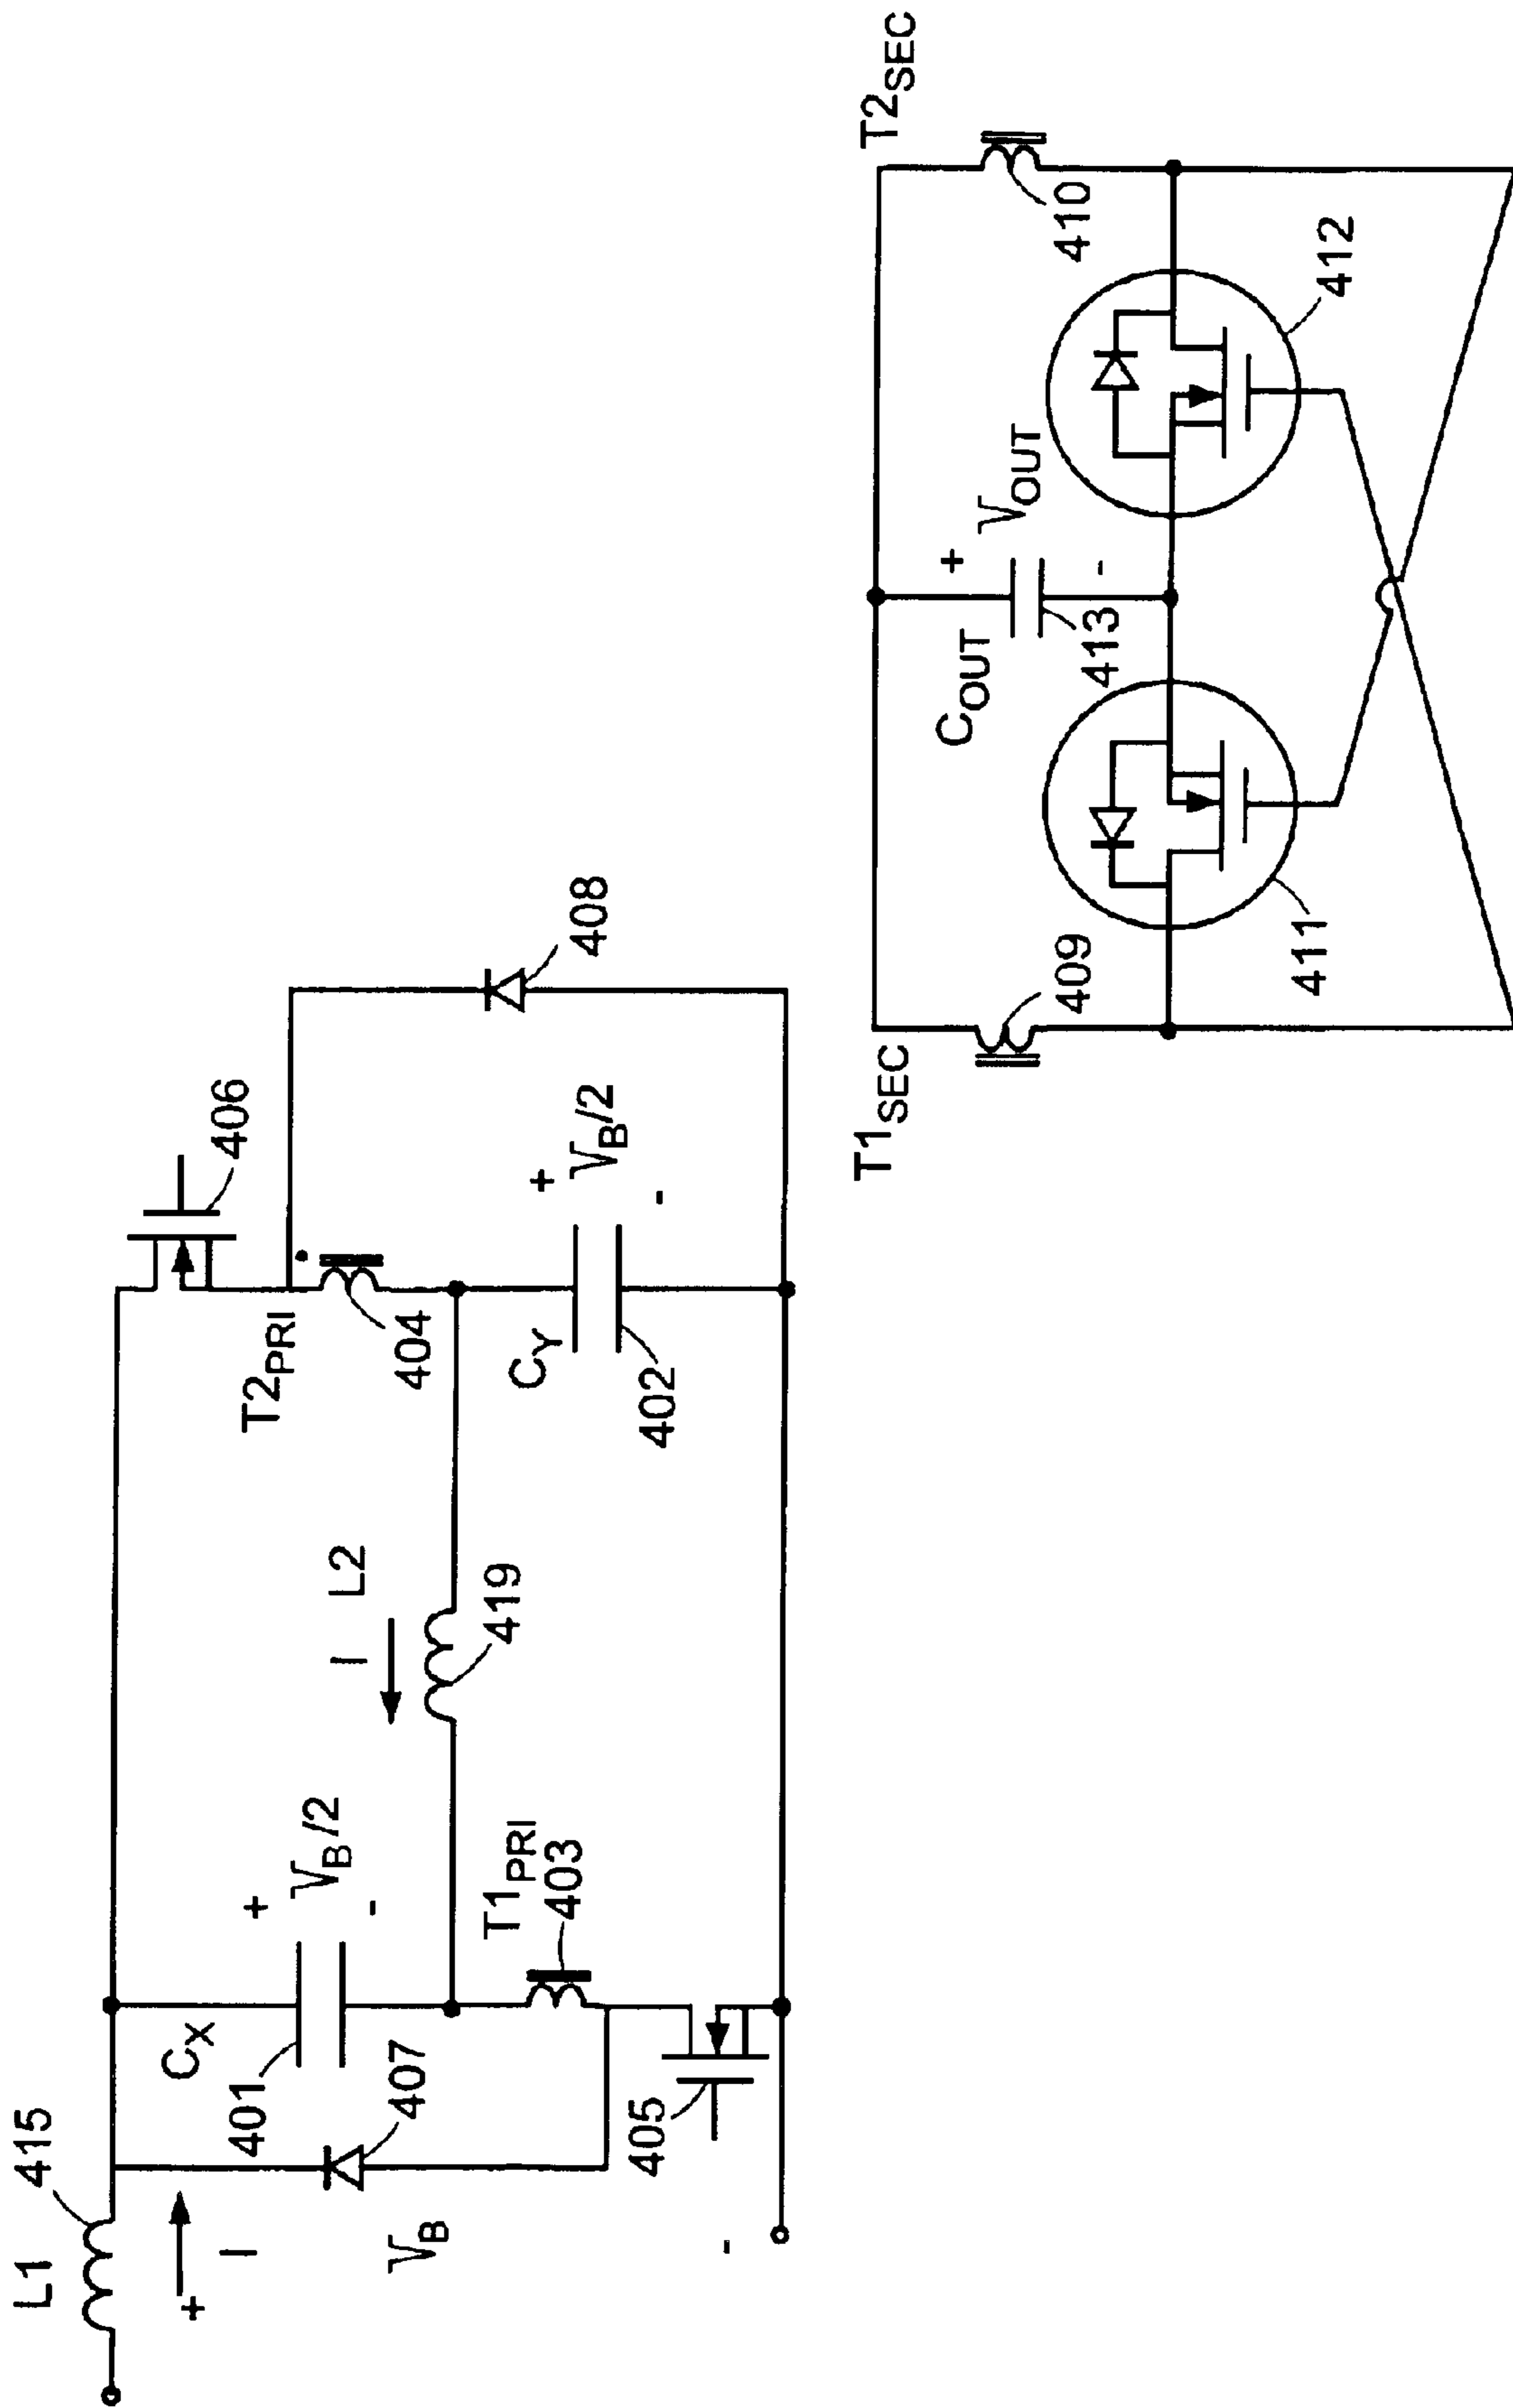 L1
415
+
I
V_B
-
C_X
401
407
+
V_B/2
-
T1_PRI
403
405
I
L2
419
T2_PRI
404
406
C_Y
402
+
V_B/2
-
408
T1_SEC
409
411
C_OUT
413
+
V_OUT
-
410
412
T2_SEC